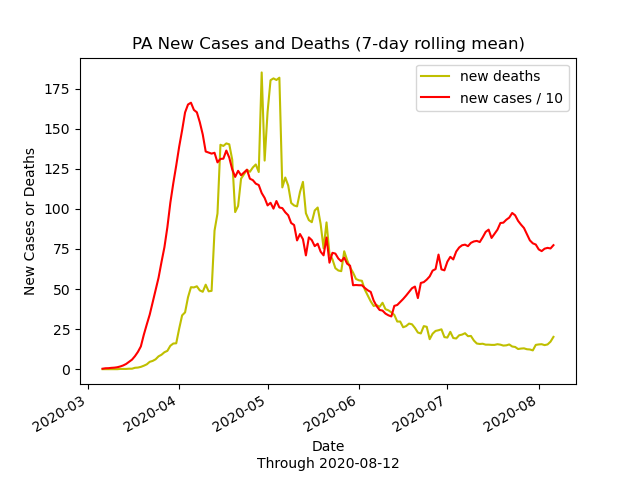 PA New Cases and Deaths (7-day rolling mean)
new deaths
new cases / 10
New Cases or Deaths
175
150
125
100
75
50
25
0
2020-03
2020-04
2020-05
2020-06
2020-07
2020-08
Date
Through 2020-08-12